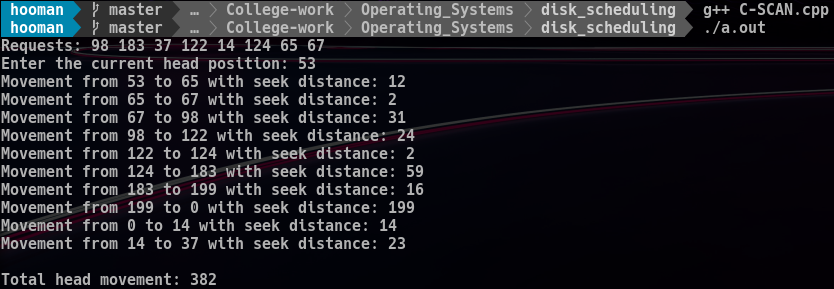 hooman master … College-work Operating_Systems disk_scheduling g++ C-SCAN.cpp
hooman master … College-work Operating_Systems disk_scheduling ./a.out
Requests: 98 183 37 122 14 124 65 67
Enter the current head position: 53
Movement from 53 to 65 with seek distance: 12
Movement from 65 to 67 with seek distance: 2
Movement from 67 to 98 with seek distance: 31
Movement from 98 to 122 with seek distance: 24
Movement from 122 to 124 with seek distance: 2
Movement from 124 to 183 with seek distance: 59
Movement from 183 to 199 with seek distance: 16
Movement from 199 to 0 with seek distance: 199
Movement from 0 to 14 with seek distance: 14
Movement from 14 to 37 with seek distance: 23
Total head movement: 382